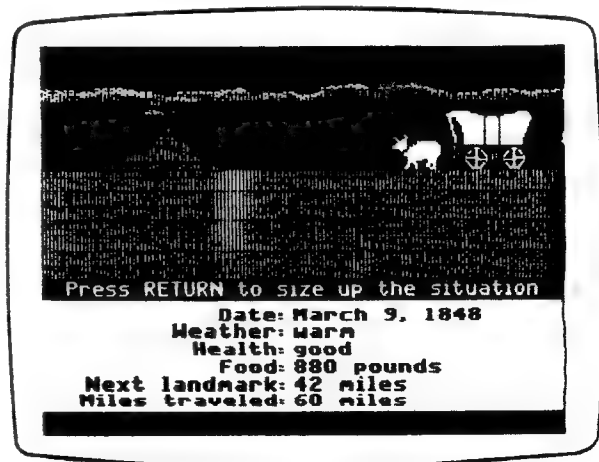 Press RETURN to size up the situation
Date: March 9, 1848
Weather: warm
Health: good
Food: 880 pounds
Next landmark: 42 miles
Miles traveled: 60 miles